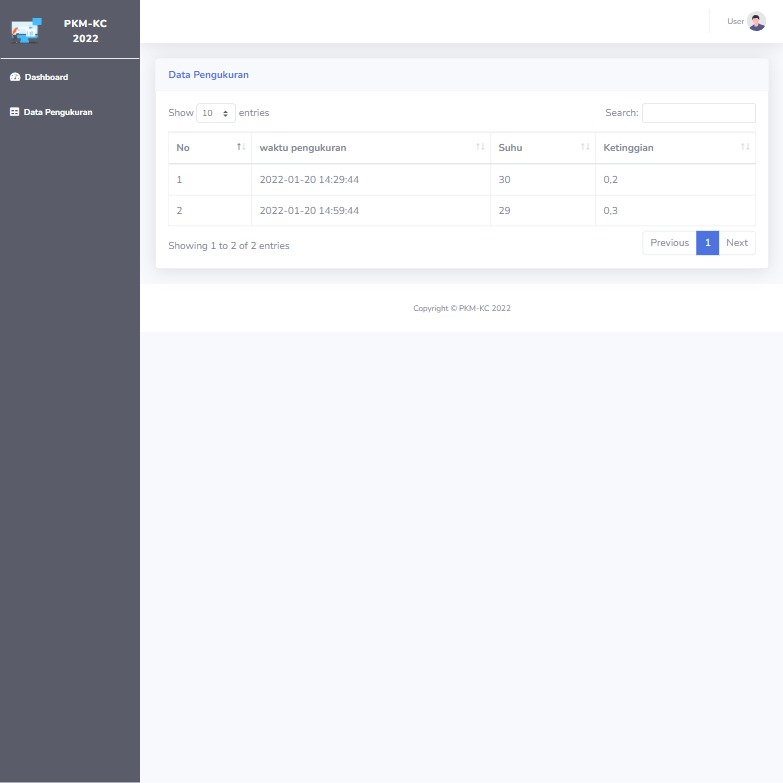 PKM-KC
2022
User
Dashboard
Data Pengukuran
Data Pengukuran
Show 10 entries Search:
No waktu pengukuran Suhu Ketinggian
1 2022-01-20 14:29:44 30 0,2
2 2022-01-20 14:59:44 29 0,3
Showing 1 to 2 of 2 entries Previous 1 Next
Copyright © PKM-KC 2022